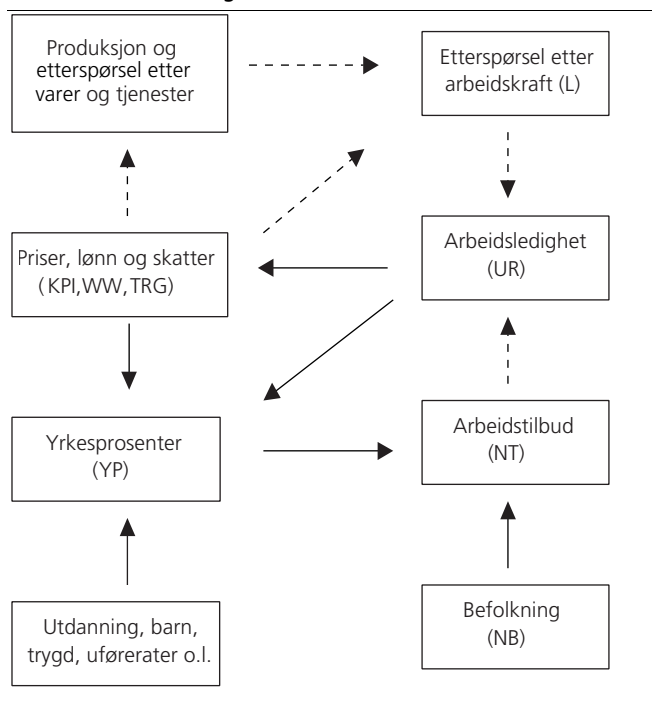 Produksjon og
etterspørsel etter
varer og tjenester
Etterspørsel etter
arbeidskraft (L)
Priser, lønn og skatter
(KPI,WW,TRG)
Arbeidsledighet
(UR)
Yrkesprosenter
(YP)
Arbeidstilbud
(NT)
Utdanning, barn,
trygd, uførerater o.l.
Befolkning
(NB)